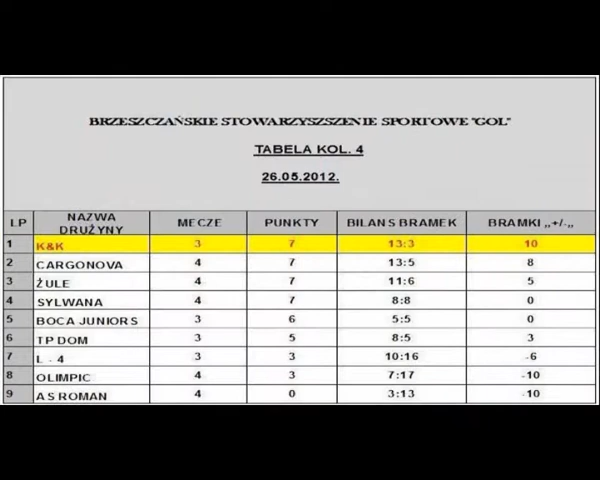 BRZESZCZAŃSKIE STOWARZYSZSZENIE SPORTOWE "GOL"
TABELA KOL. 4
26.05.2012.
LP NAZWA DRUŻYNY MECZE PUNKTY BILANS BRAMEK BRAMKI „+/-„
1 K&K 3 7 13:3 10
2 CARGONOVA 4 7 13:5 8
3 ŻULE 4 7 11:6 5
4 SYLWANA 4 7 8:8 0
5 BOCA JUNIORS 3 6 5:5 0
6 TP DOM 4 5 8:5 3
7 L - 4 3 3 10:16 -6
8 OLIMPIC 4 3 7:17 -10
9 AS ROMAN 4 0 3:13 -10